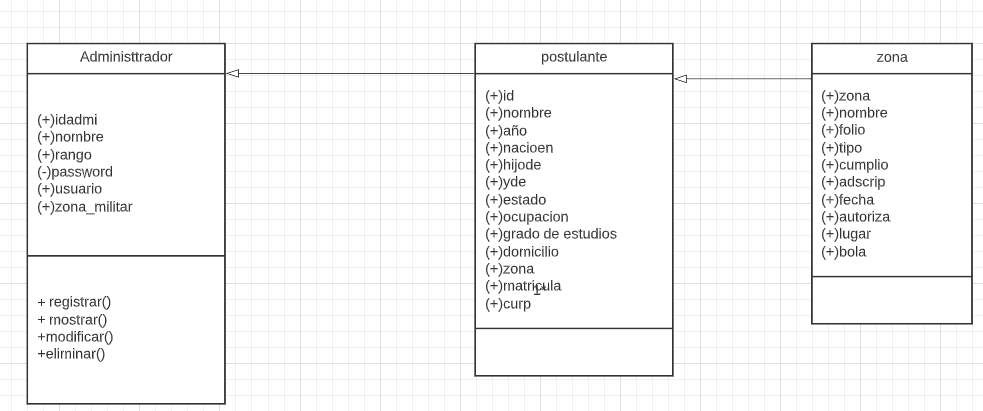 Administtrador
(+)idadmi
(+)nombre
(+)rango
(-)password
(+)usuario
(+)zona_militar
+ registrar()
+ mostrar()
+modificar()
+eliminar()
postulante
(+)id
(+)nombre
(+)año
(+)nacioen
(+)hijode
(+)yde
(+)estado
(+)ocupacion
(+)grado de estudios
(+)domicilio
(+)zona
(+)matricula
1*
(+)curp
zona
(+)zona
(+)nombre
(+)folio
(+)tipo
(+)cumplio
(+)adscrip
(+)fecha
(+)autoriza
(+)lugar
(+)bola